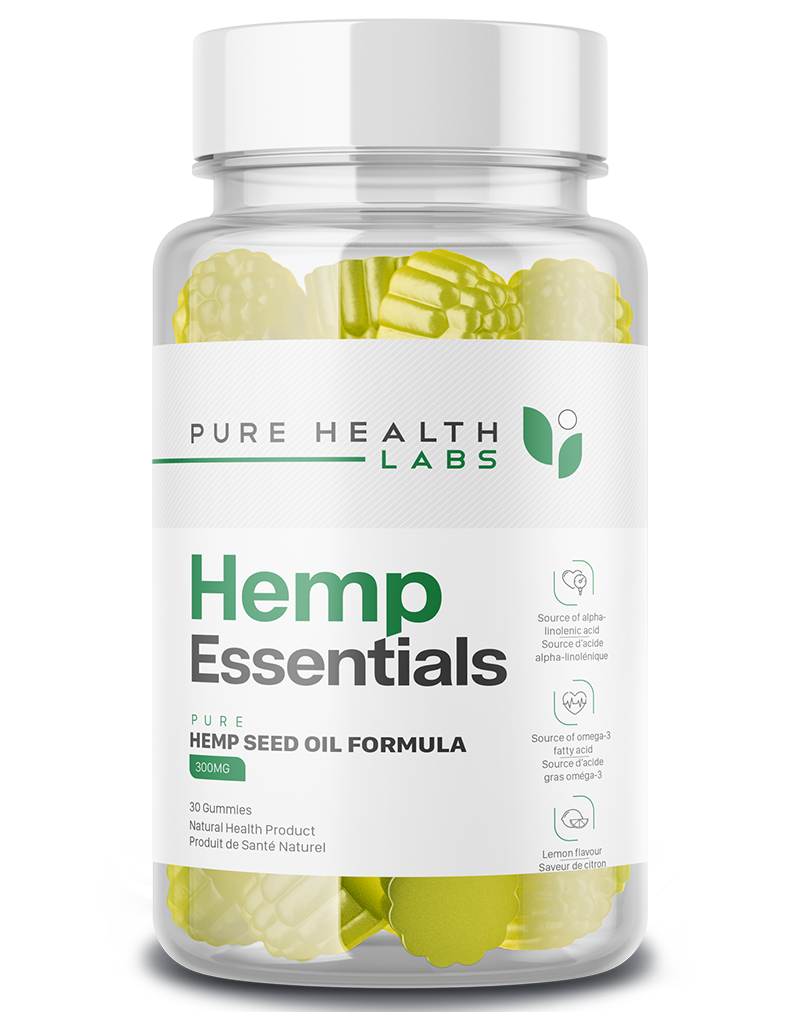 PURE HEALTH
LABS
Hemp
Essentials
PURE
HEMP SEED OIL FORMULA
300MG
30 Gummies
Natural Health Product
Produit de Santé Naturel
Source of alpha-
linolenic acid
Source d'acide
alpha-linolénique
Source of omega-3
fatty acid
Source d'acide
gras oméga-3
Lemon flavour
Saveur de citron